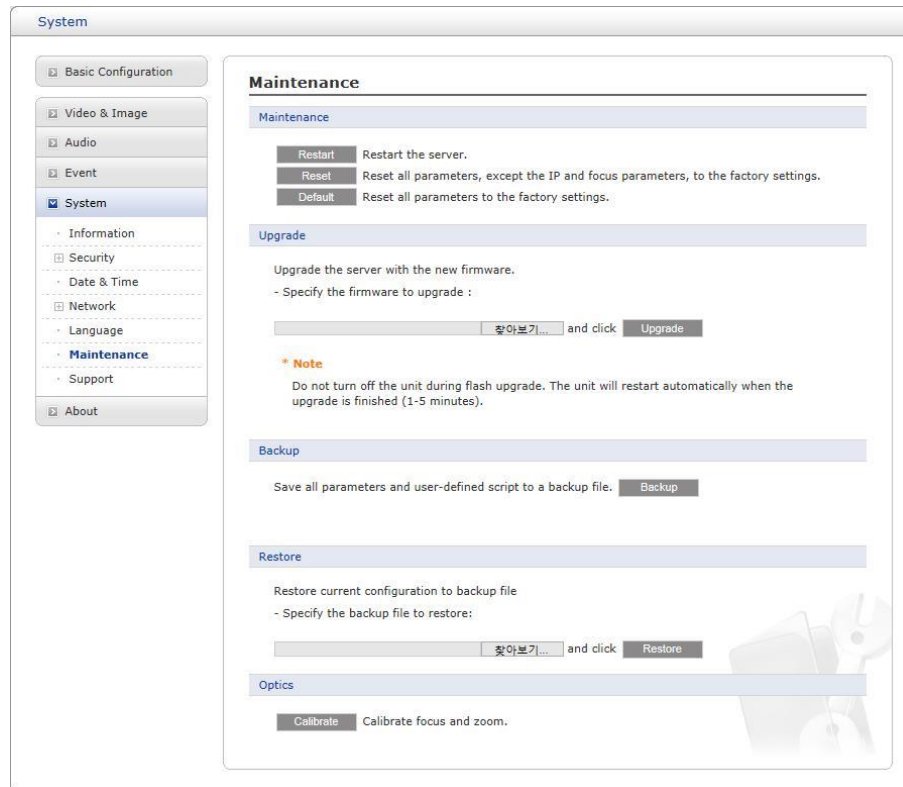 System
Basic Configuration
Video & Image
Audio
Event
System
Information
Security
Date & Time
Network
Language
Maintenance
Support
About
Maintenance
Maintenance
Restart Restart the server.
Reset Reset all parameters, except the IP and focus parameters, to the factory settings.
Default Reset all parameters to the factory settings.
Upgrade
Upgrade the server with the new firmware.
- Specify the firmware to upgrade :
찾아보기... and click Upgrade
* Note
Do not turn off the unit during flash upgrade. The unit will restart automatically when the
upgrade is finished (1-5 minutes).
Backup
Save all parameters and user-defined script to a backup file. Backup
Restore
Restore current configuration to backup file
- Specify the backup file to restore:
찾아보기... and click Restore
Optics
Calibrate Calibrate focus and zoom.